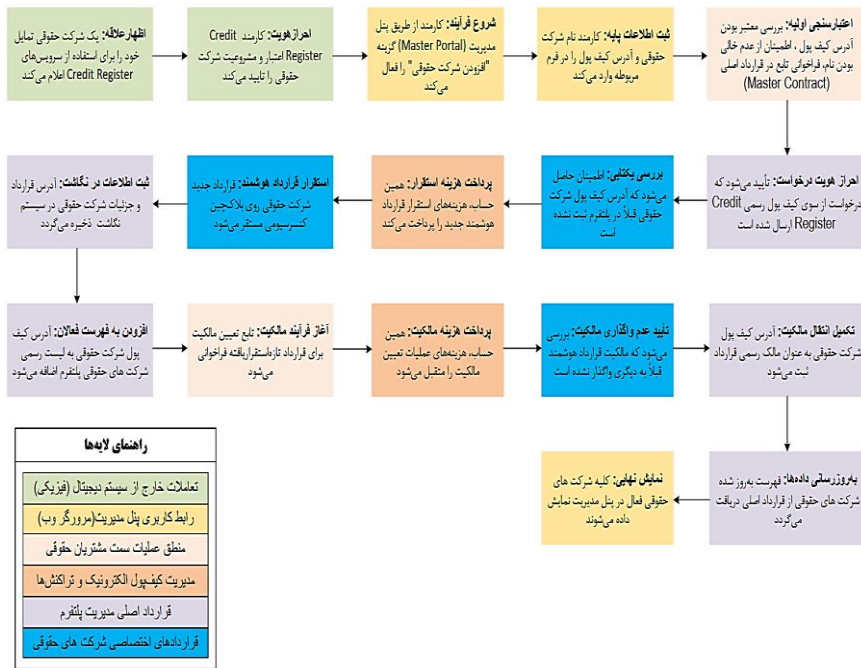 اظهارعلاقه: یک شرکت حقوقی تمایل
خود را برای استفاده از سرویس‌های
Credit Register اعلام می‌کند
احرازهویت: کارمند Credit
Register اعتبار و مشروعیت شرکت
حقوقی را تایید می‌کند
شروع فرآیند: کارمند از طریق پنل
مدیریت (Master Portal) گزینه
"افزودن شرکت حقوقی" را فعال
می‌کند
ثبت اطلاعات پایه: کارمند نام شرکت
حقوقی و آدرس کیف پول را در فرم
مربوطه وارد می‌کند
اعتبارسنجی اولیه: بررسی معتبر بودن
آدرس کیف پول ، اطمینان از عدم خالی
بودن نام، فراخوانی تابع در قرارداد اصلی
(Master Contract)
احراز هویت درخواست: تأیید می‌شود که
درخواست از سوی کیف پول رسمی Credit
Register ارسال شده است
بررسی یکتایی: اطمینان حاصل
می‌شود که آدرس کیف پول شرکت
حقوقی قبلاً در پلتفرم ثبت نشده
است
پرداخت هزینه استقرار: همین
حساب، هزینه‌های استقرار قرارداد
هوشمند جدید را پرداخت می‌کند
استقرار قرارداد هوشمند: قرارداد جدید
شرکت حقوقی روی بلاکچین
کنسرسیومی مستقر می‌شود
ثبت اطلاعات در نگاشت: آدرس قرارداد
و جزئیات شرکت حقوقی در سیستم
نگاشت ذخیره می‌گردد
افزودن به فهرست فعالان: آدرس کیف
پول شرکت حقوقی به لیست رسمی
شرکت های حقوقی پلتفرم اضافه می‌شود
آغاز فرآیند مالکیت: تابع تعیین مالکیت
برای قرارداد تازه‌استقراریافته فراخوانی
می‌شود
پرداخت هزینه مالکیت: همین
حساب، هزینه‌های عملیات تعیین
مالکیت را متقبل می‌شود
تأیید عدم واگذاری مالکیت: بررسی
می‌شود که مالکیت قرارداد هوشمند
قبلاً به دیگری واگذار نشده است
تکمیل انتقال مالکیت: آدرس کیف پول
شرکت حقوقی به عنوان مالک رسمی قرارداد
ثبت می‌شود
به‌روزرسانی داده‌ها: فهرست به‌روز شده
شرکت های حقوقی از قرارداد اصلی دریافت
می‌گردد
نمایش نهایی: کلیه شرکت های
حقوقی فعال در پنل مدیریت نمایش
داده می‌شوند
راهنمای لایه‌ها
تعاملات خارج از سیستم دیجیتال (فیزیکی)
رابط کاربری پنل مدیریت(مرورگر وب)
منطق عملیات سمت مشتریان حقوقی
مدیریت کیف‌پول الکترونیک و تراکنش‌ها
قرارداد اصلی مدیریت پلتفرم
قراردادهای اختصاصی شرکت های حقوقی